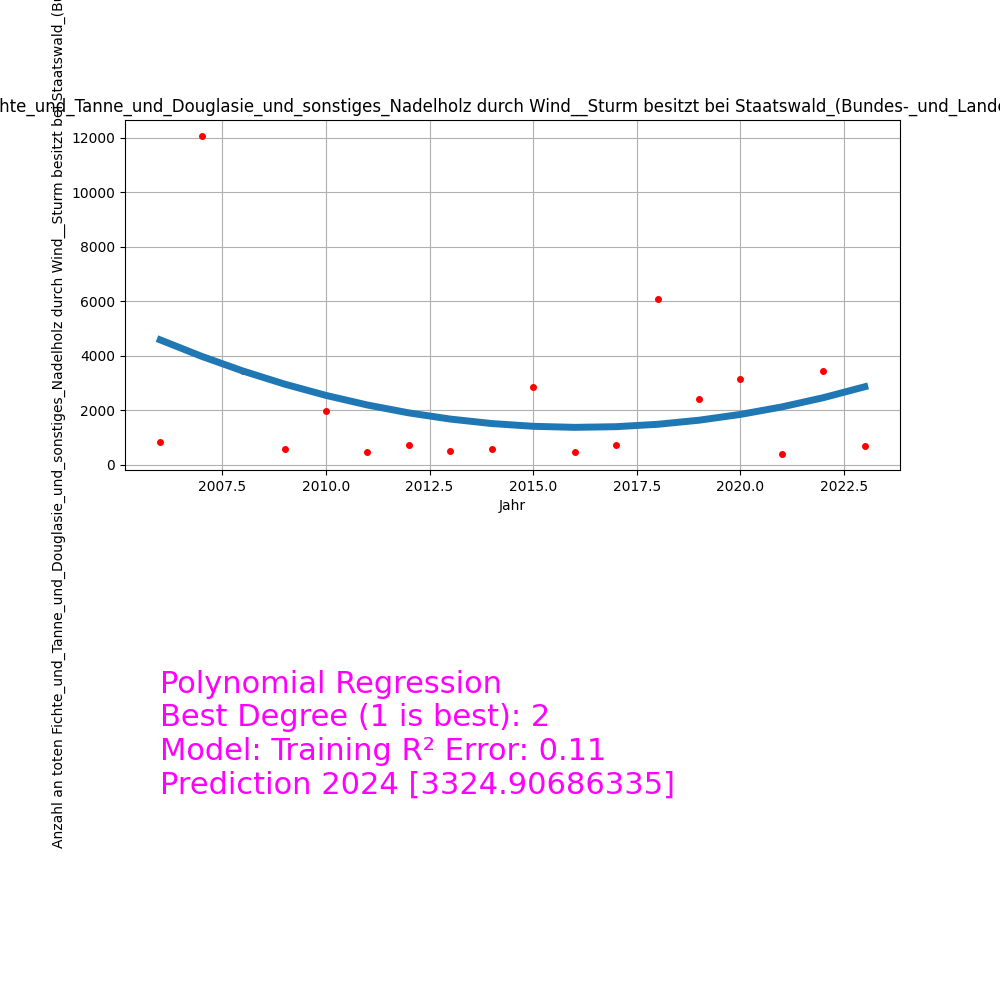 chte_und_Tanne_und_Douglasie_und_sonstiges_Nadelholz durch Wind__Sturm besitzt bei Staatswald_(Bundes-_und_Lande
Anzahl an toten Fichte_und_Tanne_und_Douglasie_und_sonstiges_Nadelholz durch Wind__Sturm besitzt bei Staatswald_(Bu
12000
10000
8000
6000
4000
2000
0
2007.5 2010.0 2012.5 2015.0 2017.5 2020.0 2022.5
Jahr
Polynomial Regression
Best Degree (1 is best): 2
Model: Training R² Error: 0.11
Prediction 2024 [3324.90686335]